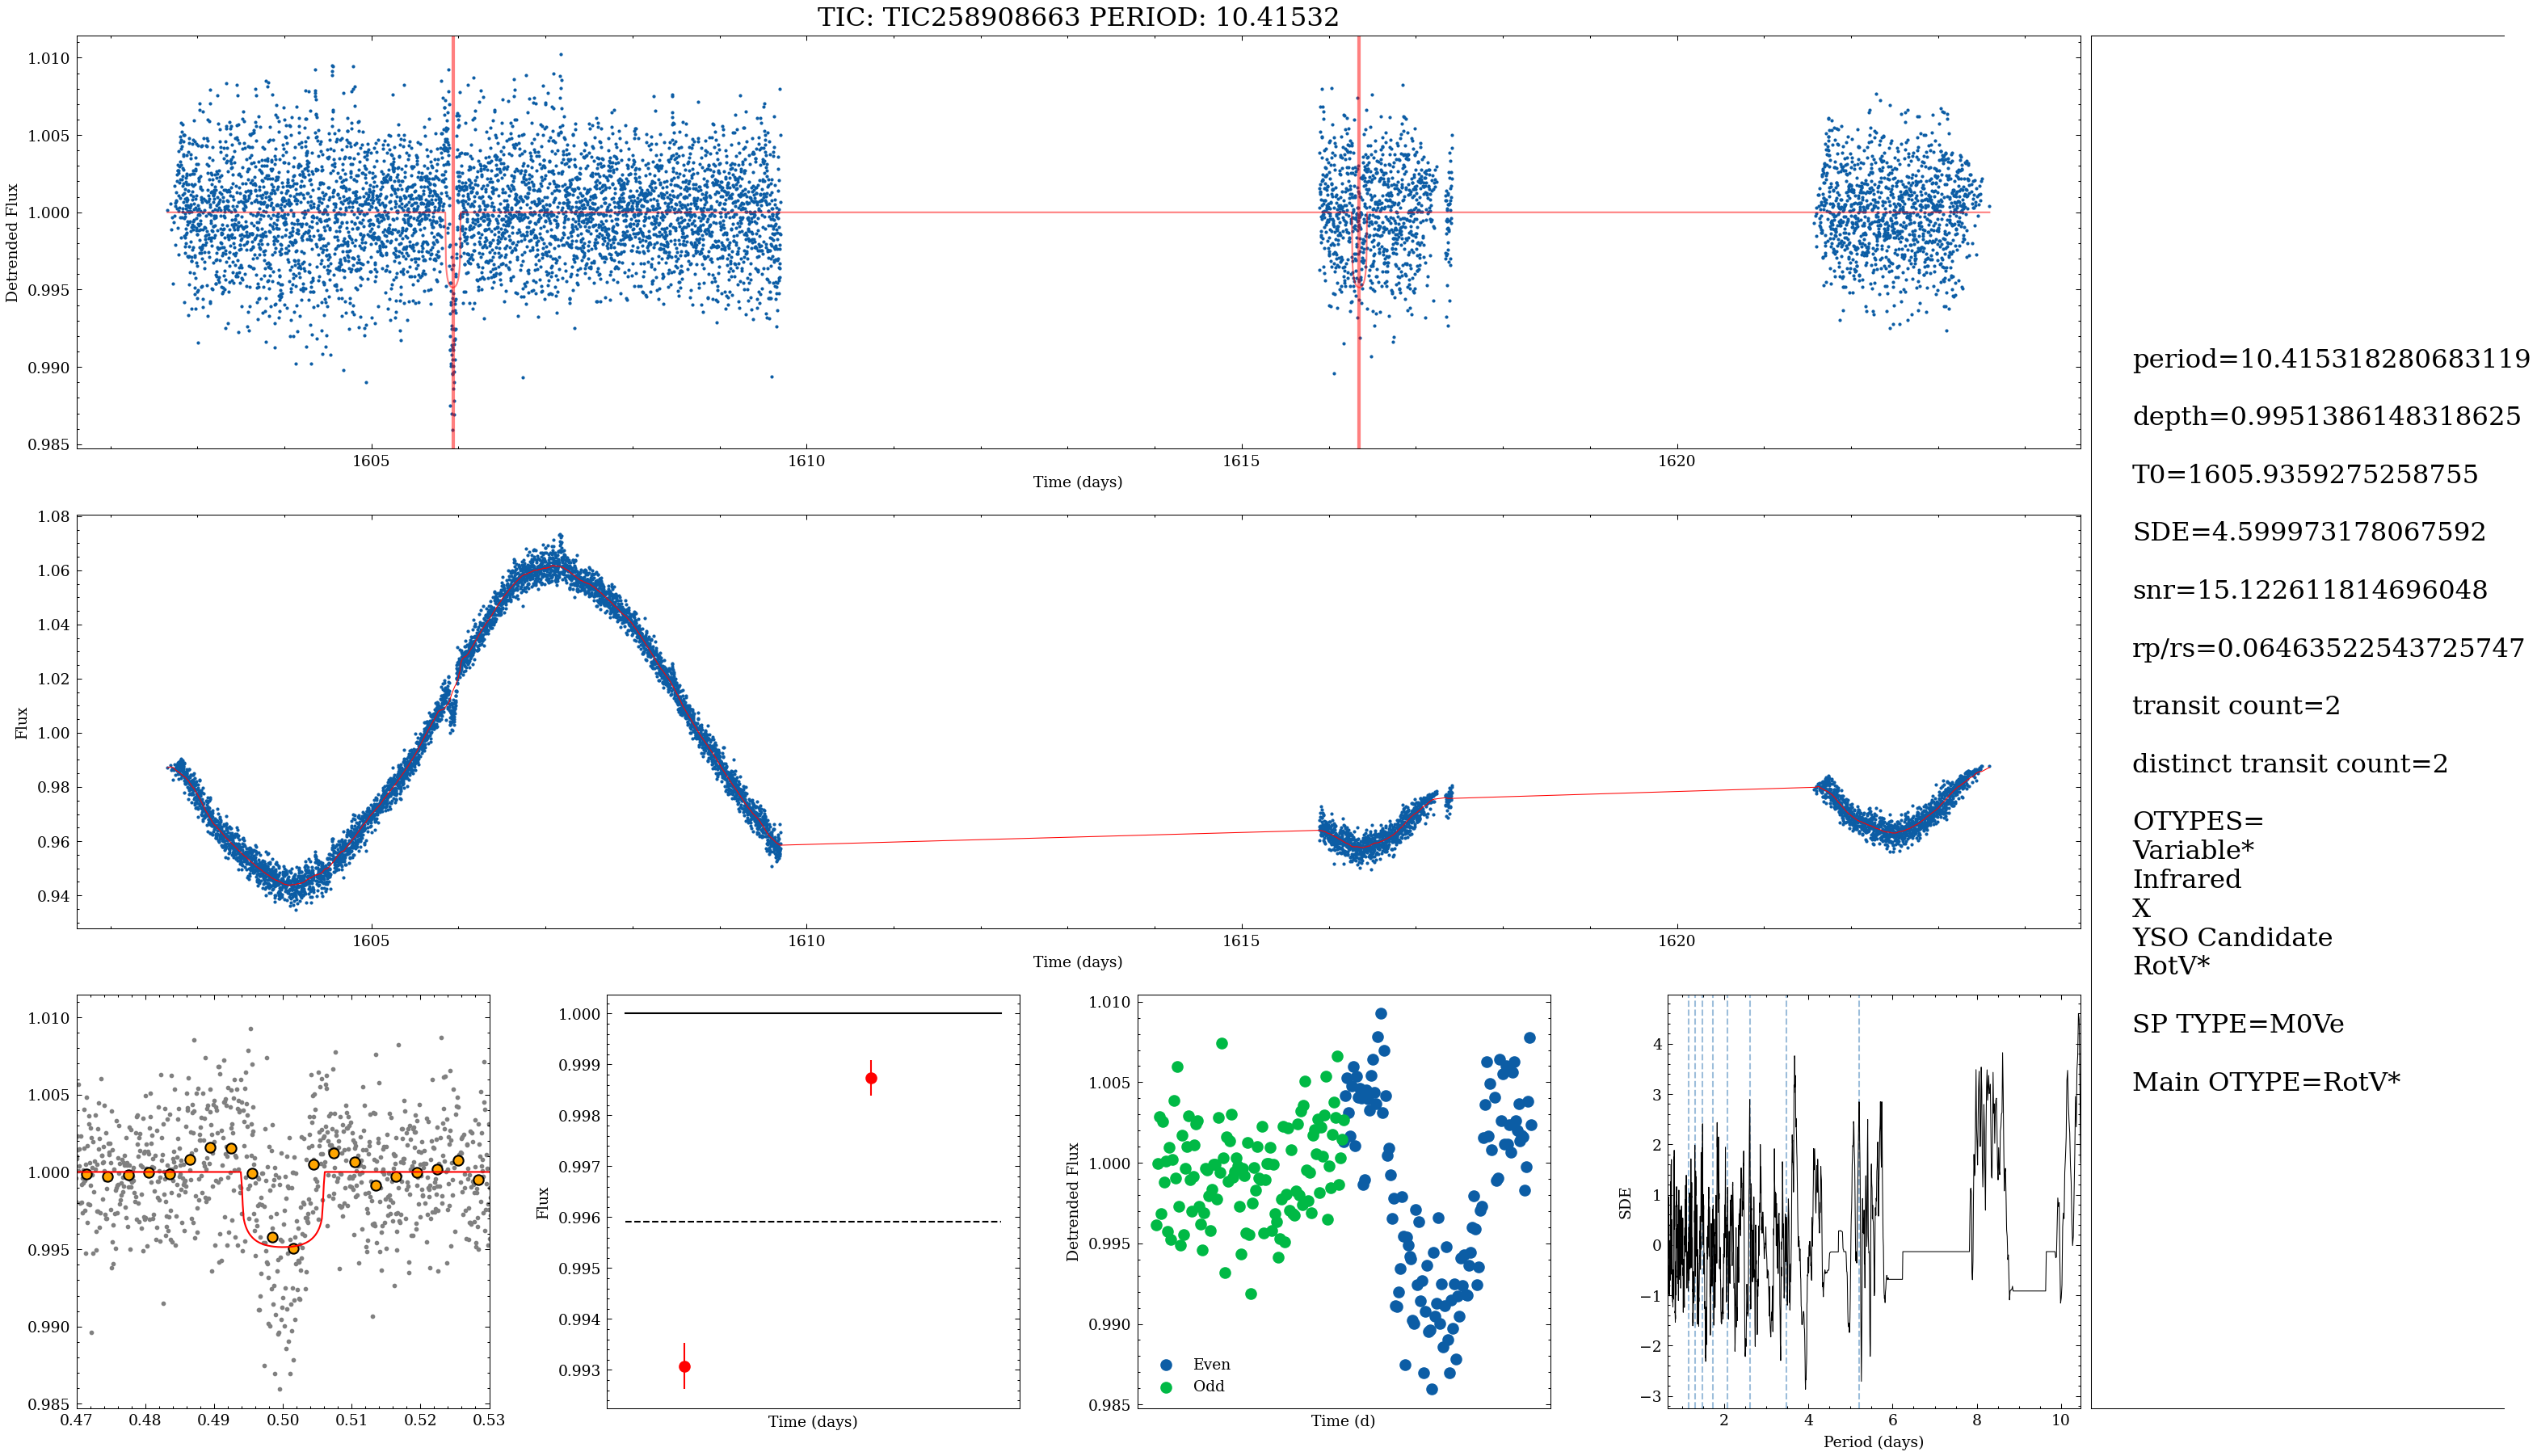 TIC: TIC258908663 PERIOD: 10.41532
1.010
1.005
1.000
0.995
0.990
0.985
Detrended Flux
1605
1610
1615
1620
Time (days)
1.08
1.06
1.04
1.02
1.00
0.98
0.96
0.94
Flux
1605
1610
1615
1620
Time (days)
1.010
1.005
1.000
0.995
0.990
0.985
0.47
0.48
0.49
0.50
0.51
0.52
0.53
1.000
0.999
0.998
0.997
0.996
0.995
0.994
0.993
Flux
Time (days)
1.010
1.005
1.000
0.995
0.990
0.985
Detrended Flux
Even
Odd
Time (d)
4
3
2
1
0
−1
−2
−3
SDE
2
4
6
8
10
Period (days)
period=10.415318280683119
depth=0.9951386148318625
T0=1605.9359275258755
SDE=4.599973178067592
snr=15.122611814696048
rp/rs=0.06463522543725747
transit count=2
distinct transit count=2
OTYPES=
Variable*
Infrared
X
YSO Candidate
RotV*
SP TYPE=M0Ve
Main OTYPE=RotV*